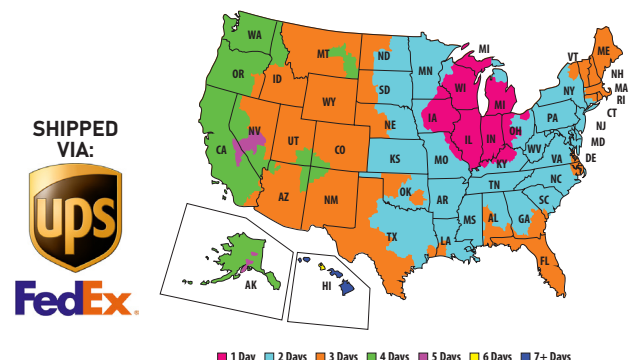 SHIPPED
VIA:
ups
FedEx.
WA
OR
CA
NV
ID
MT
WY
UT
CO
AZ
NM
ND
SD
NE
KS
OK
TX
MN
IA
MO
AR
LA
WI
IL
MI
MI
IN
OH
KY
TN
MS
AL
GA
FL
SC
NC
VA
WV
PA
NY
VT
ME
NH
MA
RI
CT
NJ
MD
DE
AK
HI
1 Day 2 Days 3 Days 4 Days 5 Days 6 Days 7+ Days